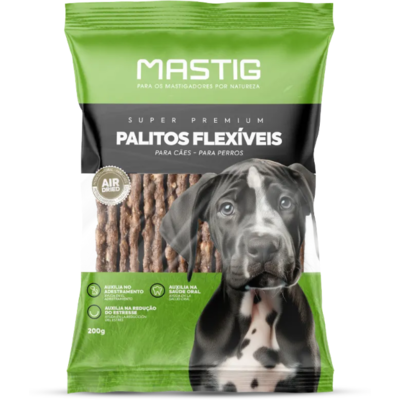 MASTIG
PARA OS MASTIGADORES POR NATUREZA
SUPER PREMIUM
PALITOS FLEXÍVEIS
PARA CÃES - PARA PERROS
AIR
DRIED
AUXILIA NO
ADESTRAMENTO
AUXILIA NA
SAÚDE ORAL
AUXILIA NA REDUÇÃO
DO ESTRESSE
200g